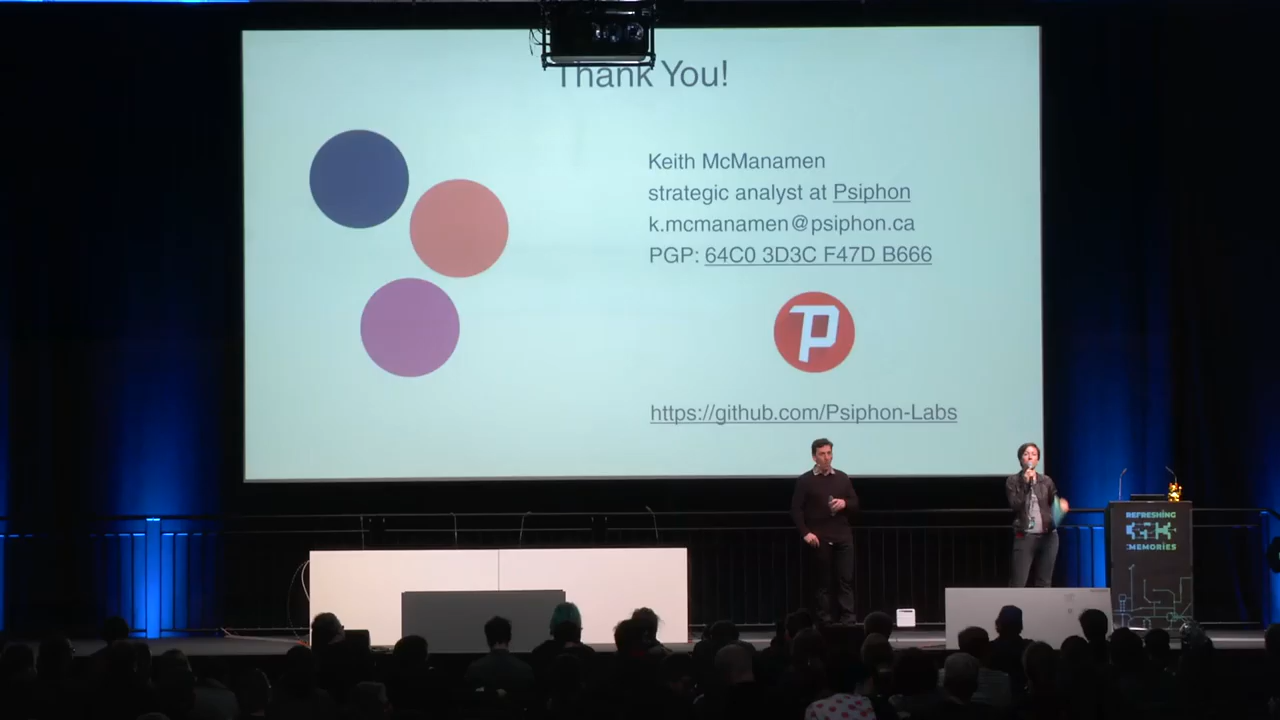 Thank You!
Keith McManamen
strategic analyst at Psiphon
k.mcmanamen@psiphon.ca
PGP: 64C0 3D3C F47D B666
P
https://github.com/Psiphon-Labs
REFRESHING
MEMORIES